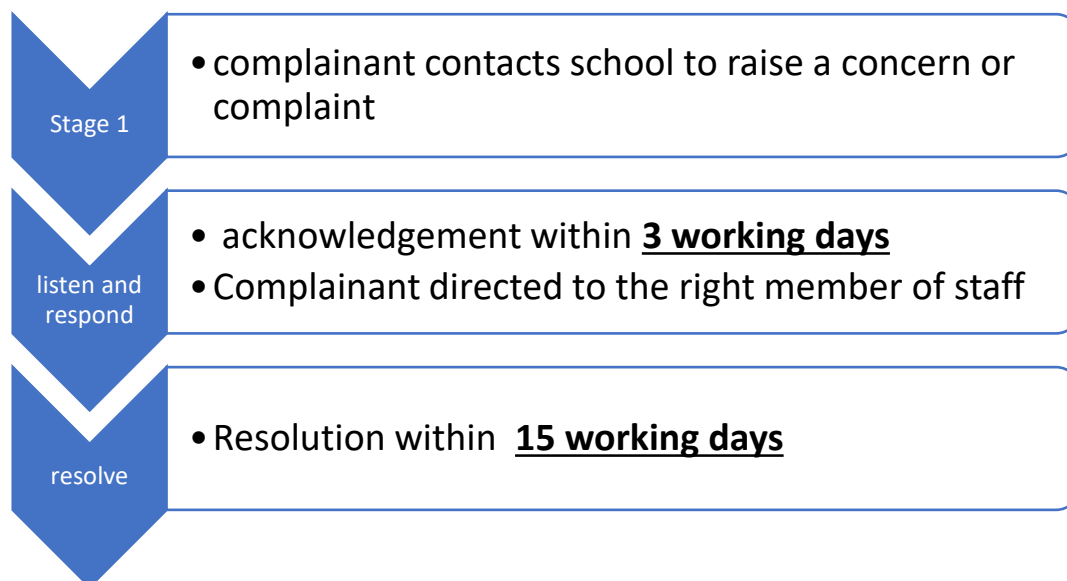 Stage 1
• complainant contacts school to raise a concern or
complaint
listen and
respond
• acknowledgement within 3 working days
• Complainant directed to the right member of staff
resolve
• Resolution within 15 working days